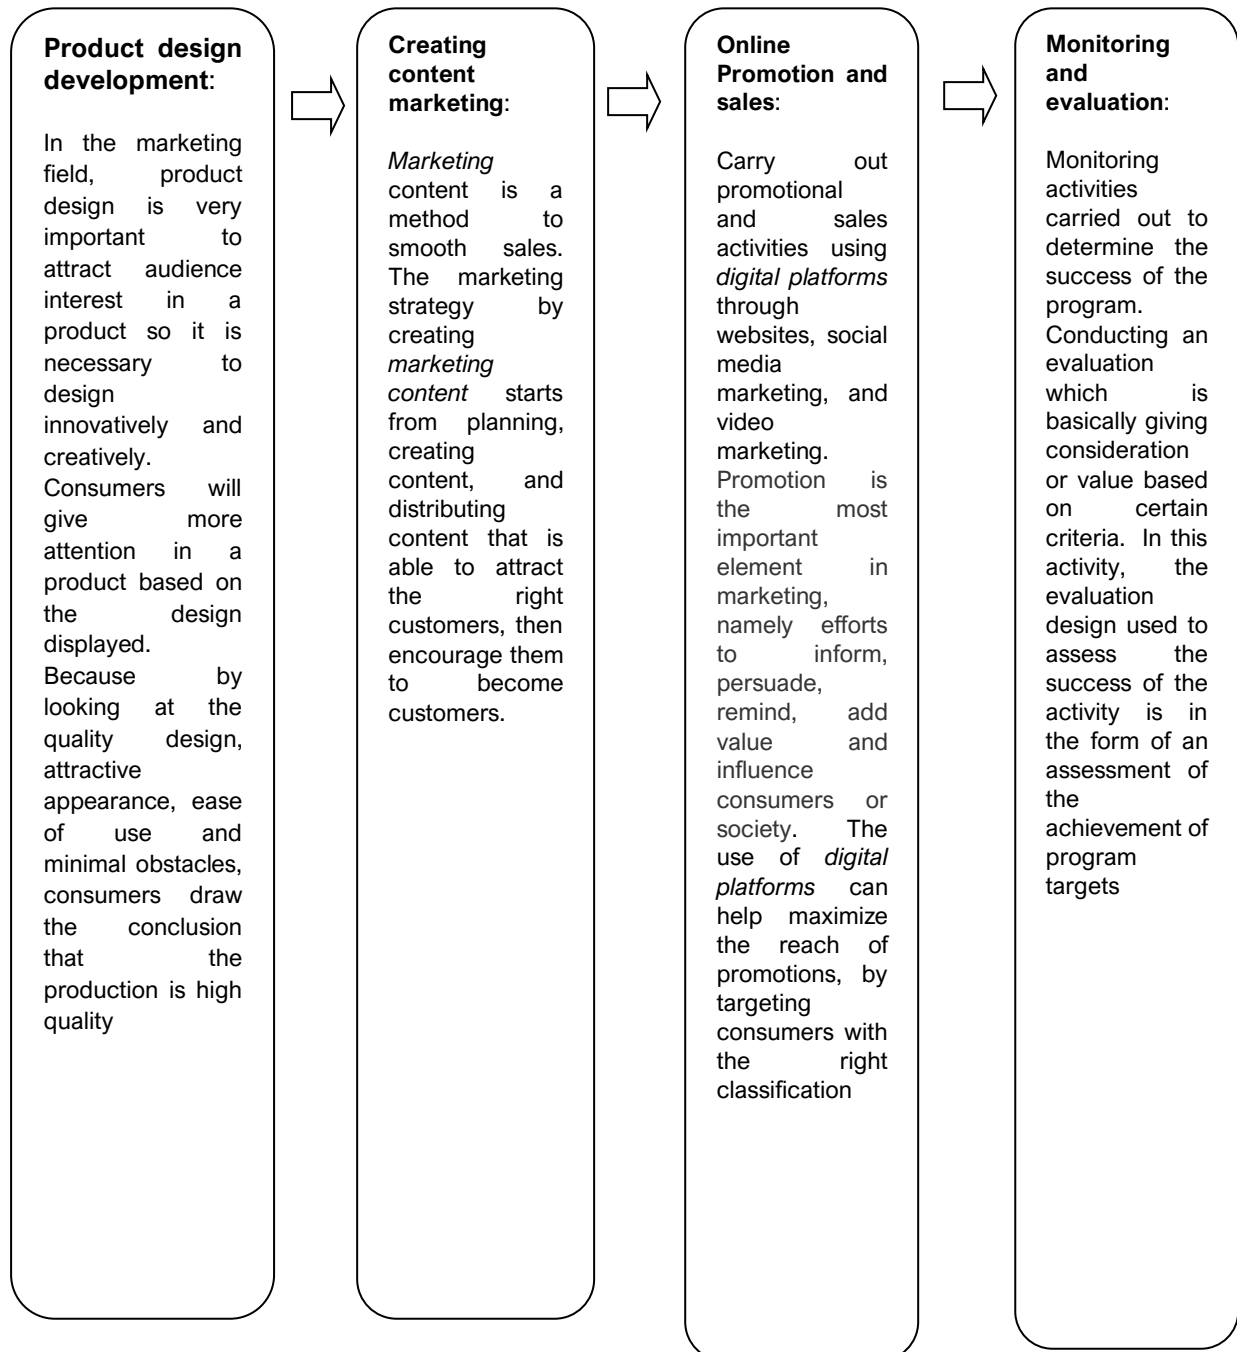 Product design
development:
In the marketing
field, product
design is very
important to
attract audience
interest in a
product so it is
necessary to
design
innovatively and
creatively.
Consumers will
give more
attention in a
product based on
the design
displayed.
Because by
looking at the
quality design,
attractive
appearance, ease
of use and
minimal obstacles,
consumers draw
the conclusion
that the
production is high
quality
Creating
content
marketing:
Marketing
content is a
method to
smooth sales.
The marketing
strategy by
creating
marketing
content starts
from planning,
creating
content, and
distributing
content that is
able to attract
the right
customers, then
encourage them
to become
customers.
Online
Promotion and
sales:
Carry out
promotional
and sales
activities using
digital platforms
through
websites, social
media
marketing, and
video
marketing.
Promotion is
the most
important
element in
marketing,
namely efforts
to inform,
persuade,
remind, add
value and
influence
consumers or
society. The
use of digital
platforms can
help maximize
the reach of
promotions, by
targeting
consumers with
the right
classification
Monitoring
and
evaluation:
Monitoring
activities
carried out to
determine the
success of the
program.
Conducting an
evaluation
which is
basically giving
consideration
or value based
on certain
criteria. In this
activity, the
evaluation
design used to
assess the
success of the
activity is in
the form of an
assessment of
the
achievement of
program
targets